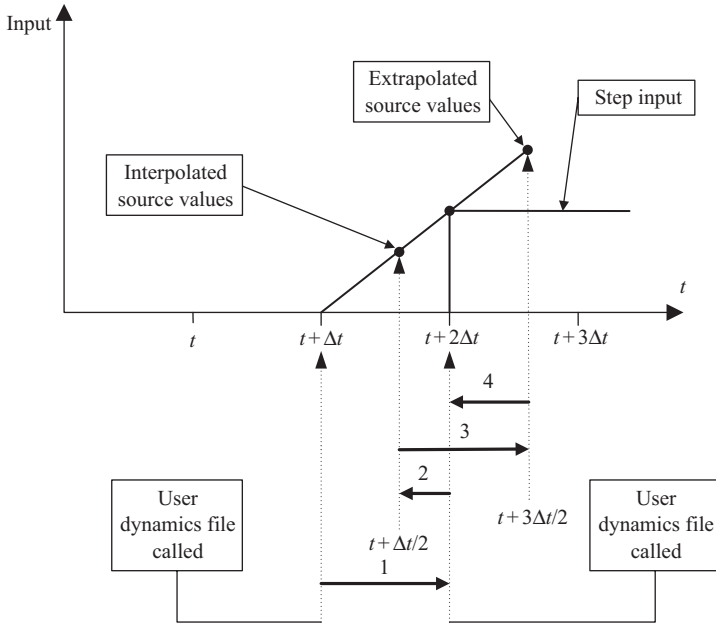 Input
Extrapolated
source values
Step input
Interpolated
source values
t
t
t + Δt
t + 2Δt
t + 3Δt
4
3
2
t + 3Δt/2
t + Δt/2
1
User
dynamics file
called
User
dynamics file
called